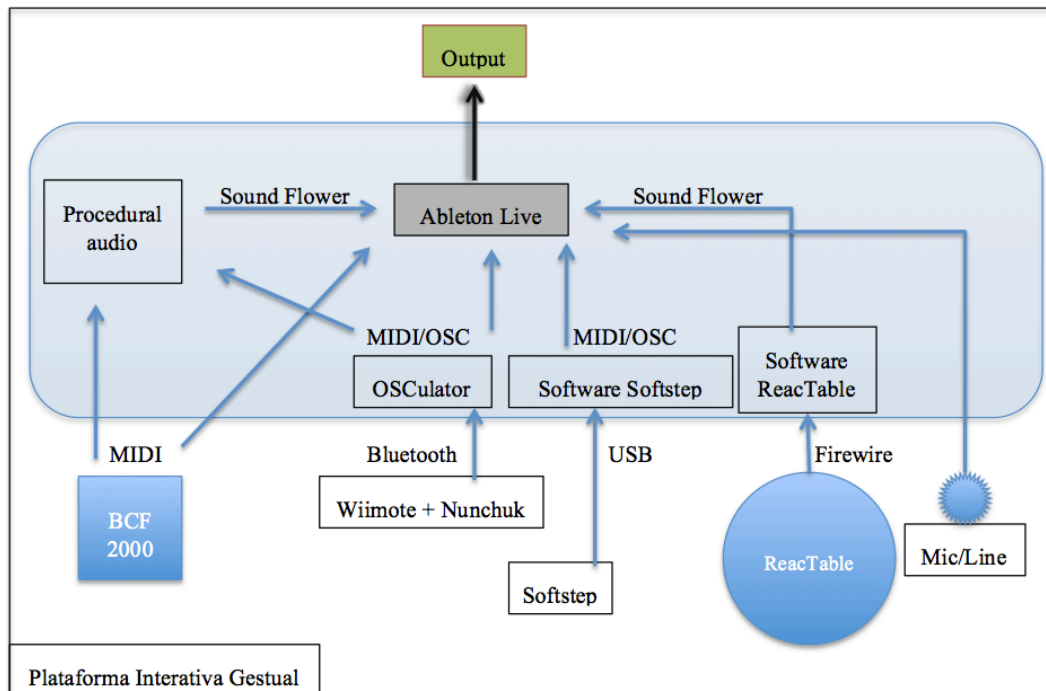 Output
Sound Flower
Sound Flower
Procedural
audio
Ableton Live
MIDI/OSC
MIDI/OSC
Software
ReacTable
OSCulator
Software Softstep
MIDI
Bluetooth
USB
Firewire
BCF
2000
Wiimote + Nunchuk
Mic/Line
ReacTable
Softstep
Plataforma Interativa Gestual